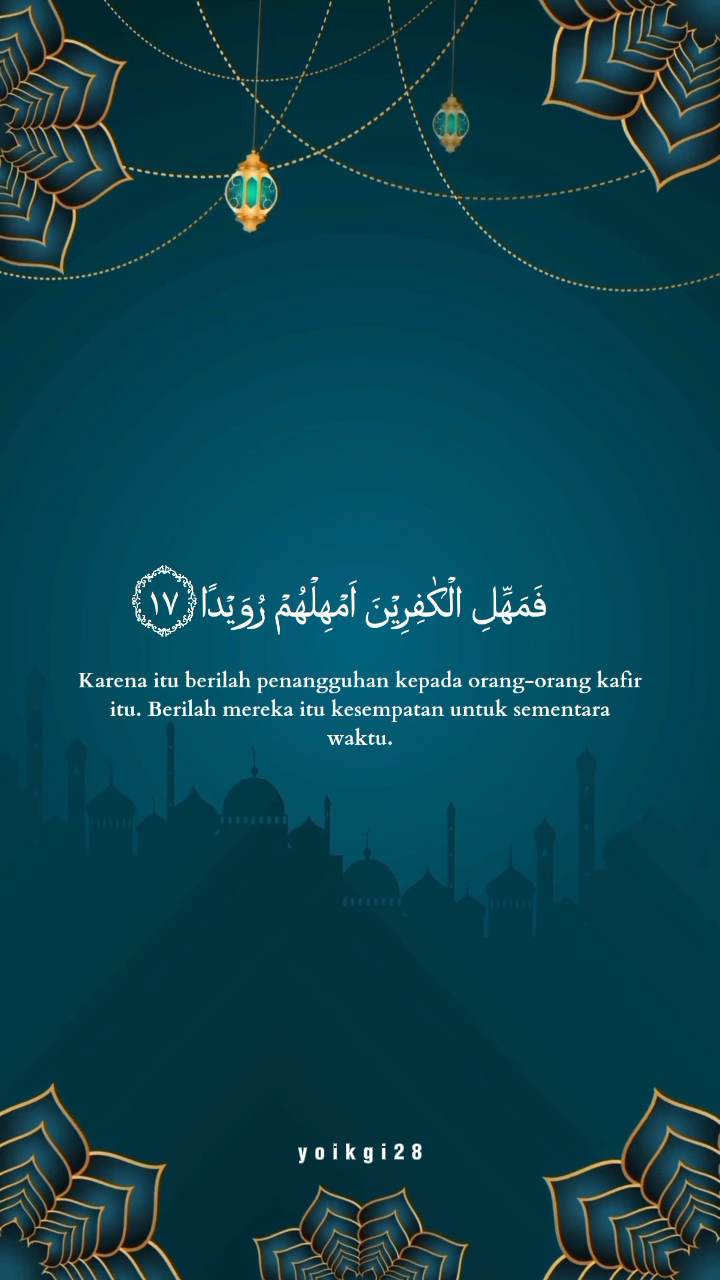 فَمَهِّلِ الْكٰفِرِيْنَ اَمْهِلْهُمْ رُوَيْدًا ١٧
Karena itu berilah penangguhan kepada orang-orang kafir
itu. Berilah mereka itu kesempatan untuk sementara
waktu.
yoikgi28